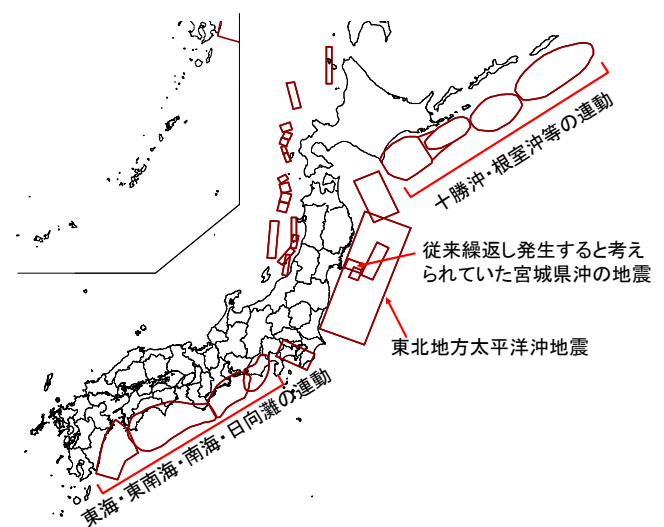 十勝沖・根室沖等の連動
従来繰返し発生すると考え
られていた宮城県沖の地震
東北地方太平洋沖地震
東海・東南海・南海・日向灘の連動